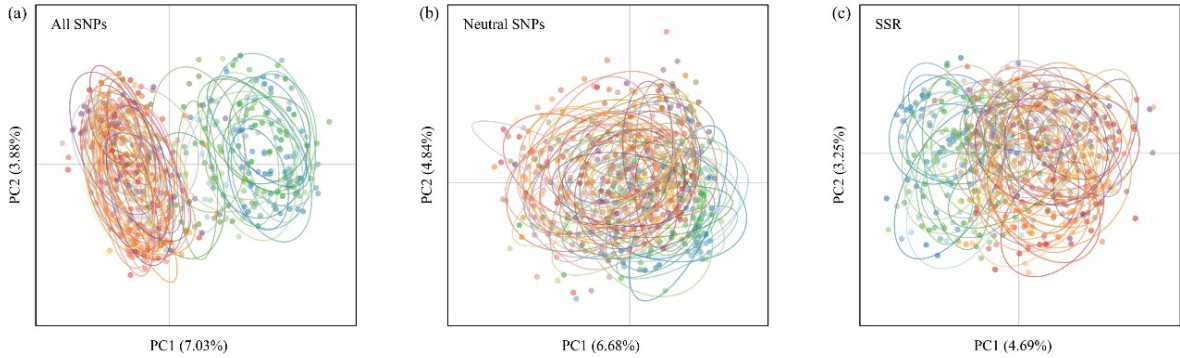 (a)
All SNPs
PC2 (3.88%)
PC1 (7.03%)
(b)
Neutral SNPs
PC2 (4.84%)
PC1 (6.68%)
(c)
SSR
PC2 (3.25%)
PC1 (4.69%)